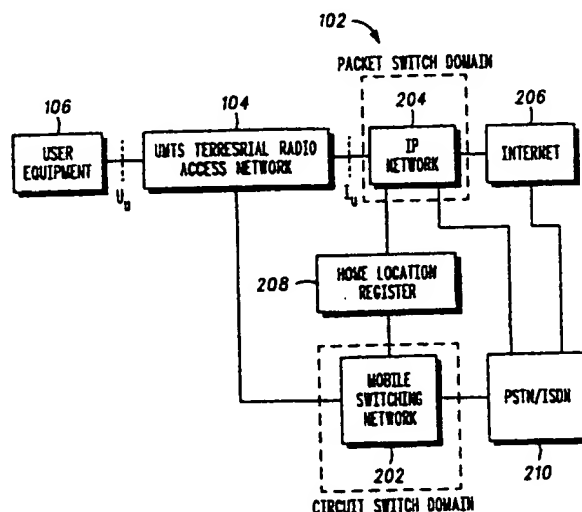 102
PACKET SWITCH DOMAIN
106
104
204
206
USER
EQUIPMENT
UMTS TERRESRIAL RADIO
ACCESS NETWORK
IP
NETWORK
INTERNET
Uu
Iu
208
HOME LOCATION
REGISTER
MOBILE
SWITCHING
NETWORK
202
PSTN/ISDN
210
CIRCUIT SWITCH DOMAIN